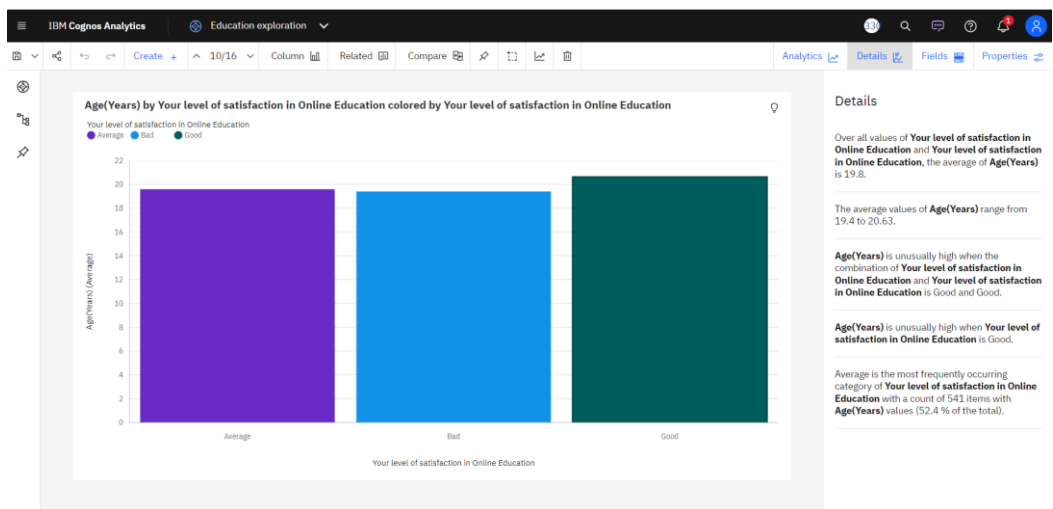 IBM Cognos Analytics
Education exploration
1
Create +
10/16
Column
Related
Compare
Analytics
Details
Fields
Properties
Age(Years) by Your level of satisfaction in Online Education colored by Your level of satisfaction in Online Education
Your level of satisfaction in Online Education
Average
Bad
Good
22
20
18
16
14
12
10
8
6
4
2
0
Age(Years) (Average)
Average
Bad
Good
Your level of satisfaction in Online Education
Details
Over all values of Your level of satisfaction in
Online Education and Your level of satisfaction
in Online Education, the average of Age(Years)
is 19.8.
The average values of Age(Years) range from
19.4 to 20.63.
Age(Years) is unusually high when the
combination of Your level of satisfaction in
Online Education and Your level of satisfaction
in Online Education is Good and Good.
Age(Years) is unusually high when Your level of
satisfaction in Online Education is Good.
Average is the most frequently occurring
category of Your level of satisfaction in Online
Education with a count of 541 items with
Age(Years) values (52.4 % of the total).